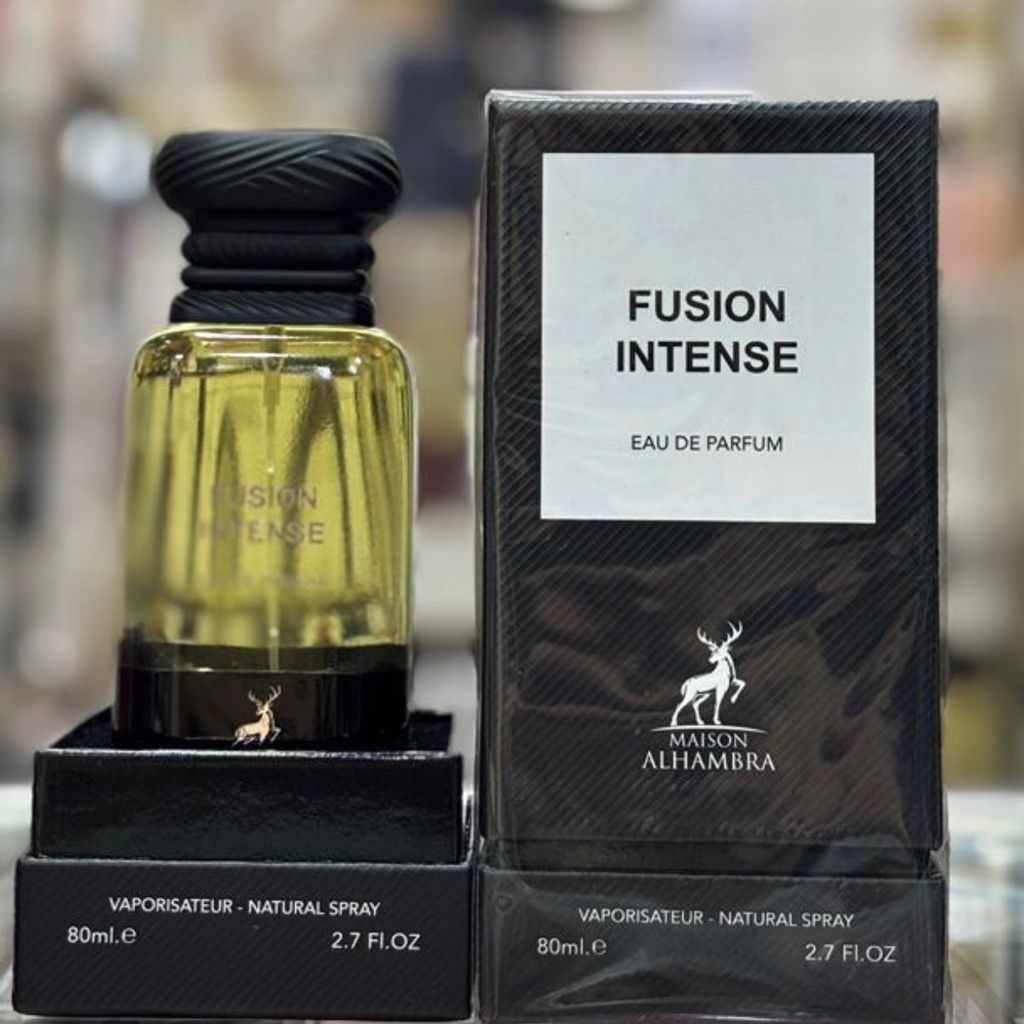 FUSION
INTENSE
VAPORISATEUR - NATURAL SPRAY
80ml.℮
2.7 Fl.OZ
FUSION
INTENSE
EAU DE PARFUM
MAISON
ALHAMBRA
VAPORISATEUR - NATURAL SPRAY
80ml.℮
2.7 Fl.OZ